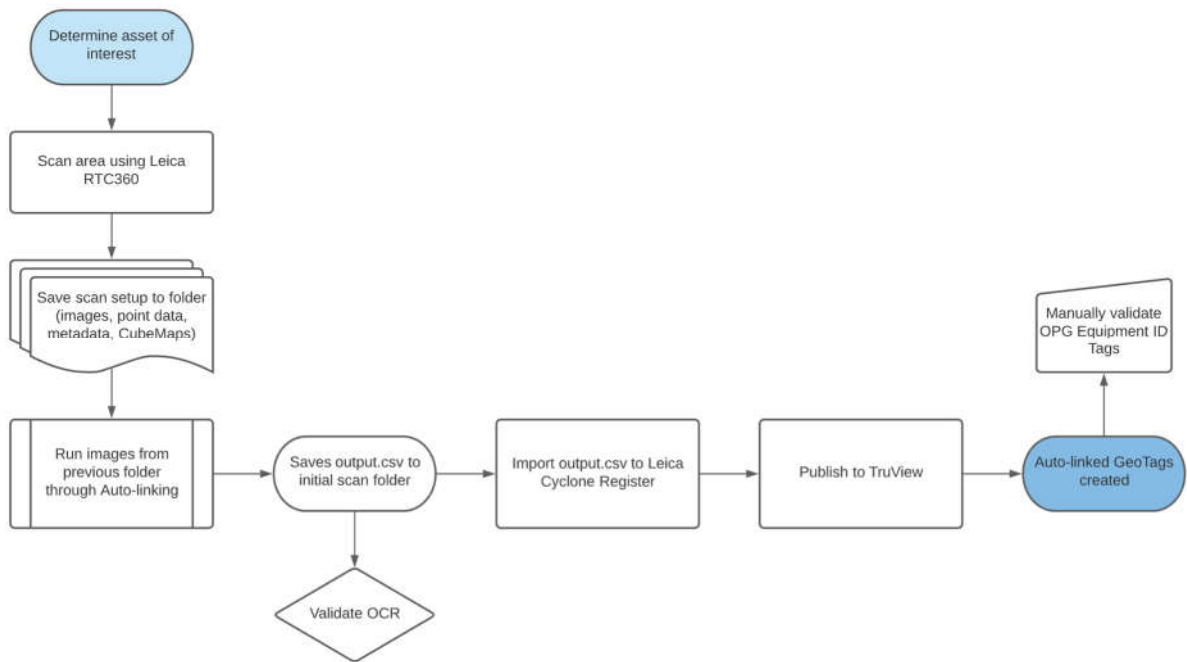 Determine asset of
interest
Scan area using Leica
RTC360
Save scan setup to folder
(images, point data,
metadata, CubeMaps)
Run images from
previous folder
through Auto-linking
Saves output.csv to
initial scan folder
Validate OCR
Import output.csv to Leica
Cyclone Register
Publish to TruView
Auto-linked GeoTags
created
Manually validate
OPG Equipment ID
Tags